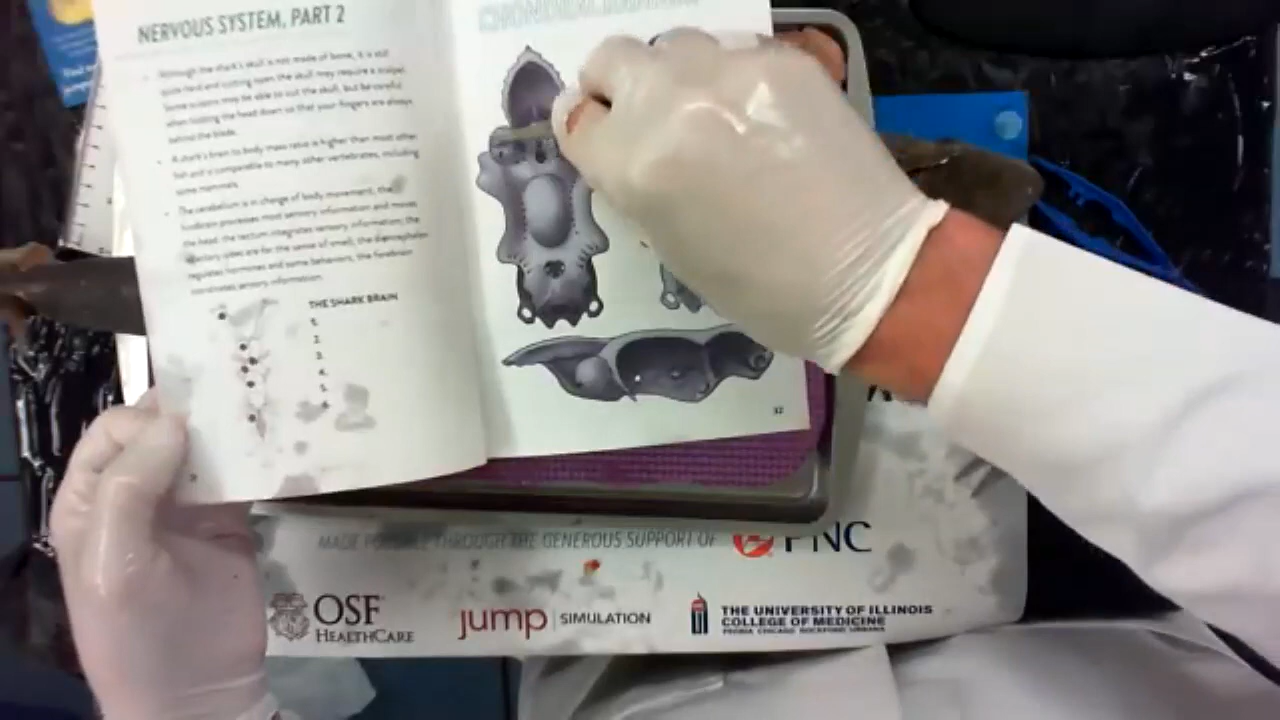 NERVOUS SYSTEM, PART 2
Although the shark's skull is not made of bone, it is still
quite hard and cutting open the skull may require a scalpel.
Some scissors may be able to cut the skull, but be careful
when holding the head down so that your fingers are always
behind the blade.
A shark's brain to body mass ratio is higher than most other
fish and is comparable to many other vertebrates, including
some mammals.
The cerebellum is in charge of body movement, the
hindbrain processes most sensory information and moves
the head, the tectum integrates sensory information, the
olfactory lobes are for the sense of smell, the diencephalon
regulates hormones and some behaviors, the forebrain
coordinates sensory information.
THE SHARK BRAIN
1.
2.
3.
4.
5.
6.
32
MADE POSSIBLE THROUGH THE GENEROUS SUPPORT OF
PNC
OSF
HEALTHCARE
jump SIMULATION
THE UNIVERSITY OF ILLINOIS
COLLEGE OF MEDICINE
PEORIA CHICAGO ROCKFORD URBANA